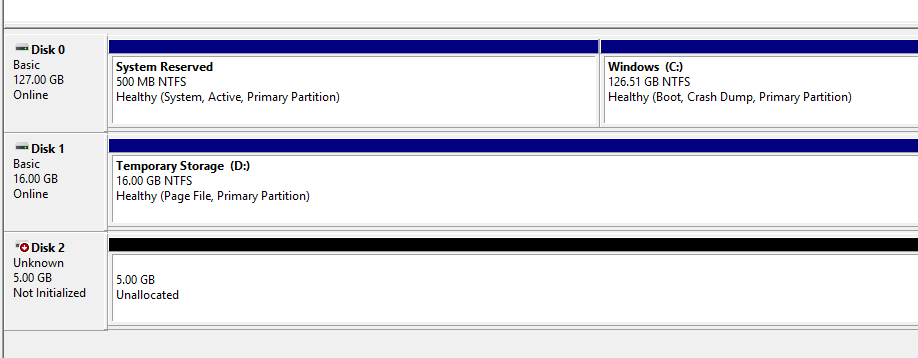 Disk 0
Basic
127.00 GB
Online
System Reserved
500 MB NTFS
Healthy (System, Active, Primary Partition)
Windows (C:)
126.51 GB NTFS
Healthy (Boot, Crash Dump, Primary Partition)
Disk 1
Basic
16.00 GB
Online
Temporary Storage (D:)
16.00 GB NTFS
Healthy (Page File, Primary Partition)
Disk 2
Unknown
5.00 GB
Not Initialized
5.00 GB
Unallocated